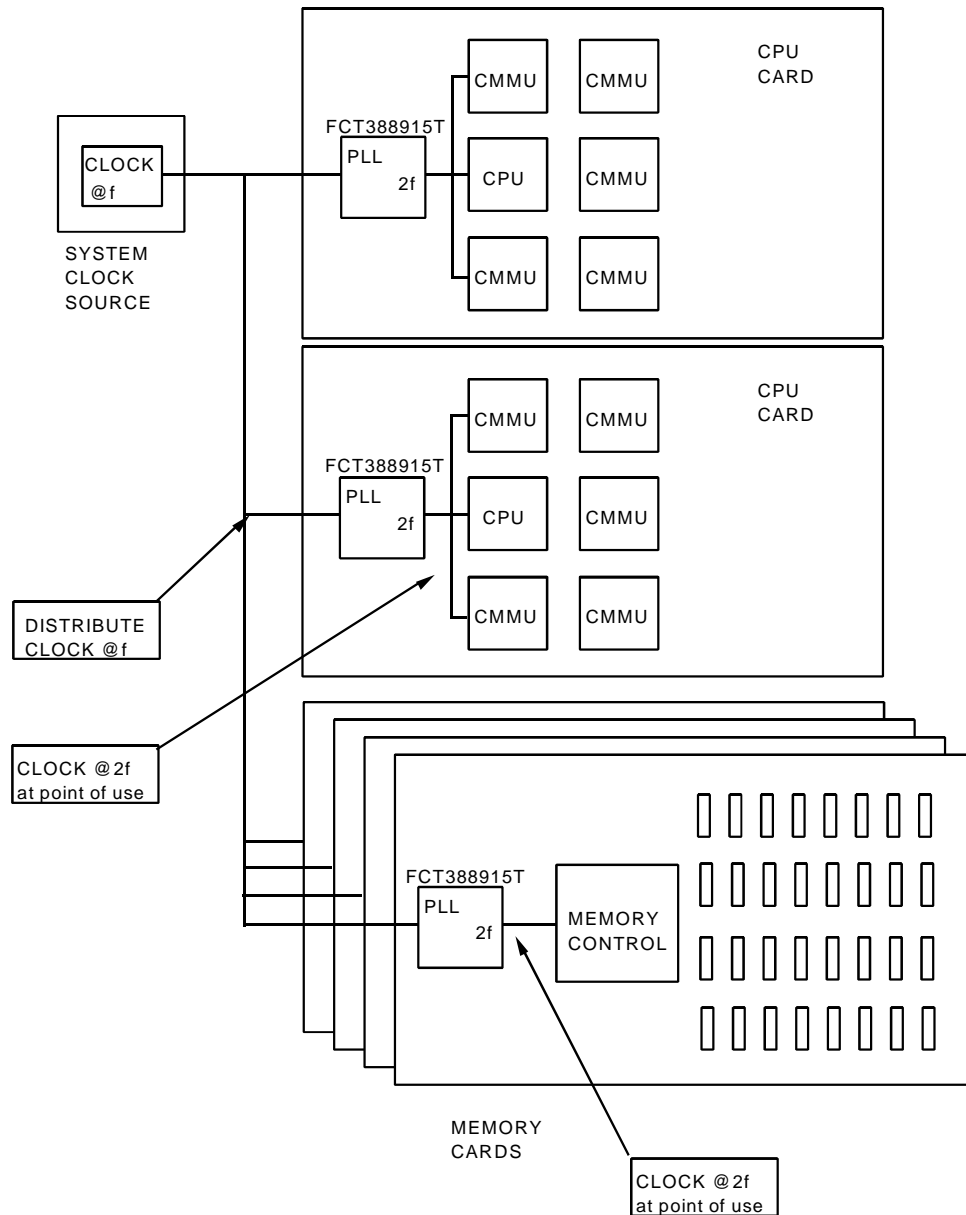 CPU
CARD
CMMU
CMMU
FCT388915T
PLL
2f
CLOCK
@f
CPU
CMMU
SYSTEM
CLOCK
SOURCE
CMMU
CMMU
CPU
CARD
CMMU
CMMU
FCT388915T
PLL
2f
CPU
CMMU
CMMU
CMMU
DISTRIBUTE
CLOCK @f
CLOCK @2f
at point of use
FCT388915T
PLL
2f
MEMORY
CONTROL
MEMORY
CARDS
CLOCK @2f
at point of use